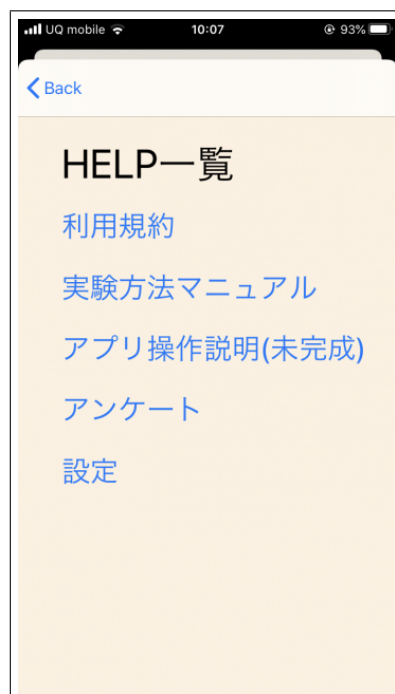 UQ mobile 10:07 93%
Back
HELP一覧
利用規約
実験方法マニュアル
アプリ操作説明(未完成)
アンケート
設定